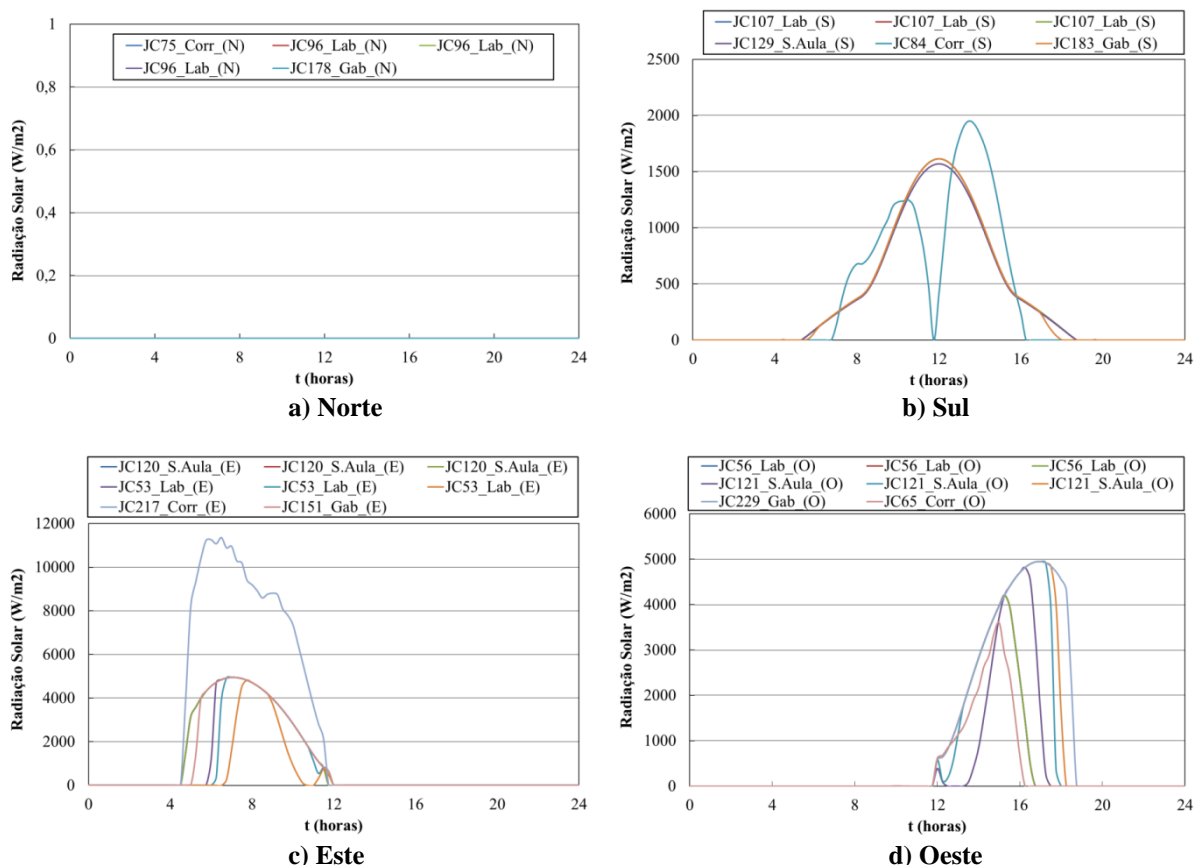 JC75_Corr_(N) JC96_Lab_(N) JC96_Lab_(N)
JC96_Lab_(N) JC178_Gab_(N)
Radiação Solar (W/m2)
1
0,8
0,6
0,4
0,2
0
0 4 8 12 16 20 24
t (horas)
a) Norte
JC107_Lab_(S) JC107_Lab_(S) JC107_Lab_(S)
JC129_S.Aula_(S) JC84_Corr_(S) JC183_Gab_(S)
Radiação Solar (W/m2)
2500
2000
1500
1000
500
0
0 4 8 12 16 20 24
t (horas)
b) Sul
JC120_S.Aula_(E) JC120_S.Aula_(E) JC120_S.Aula_(E)
JC53_Lab_(E) JC53_Lab_(E) JC53_Lab_(E)
JC217_Corr_(E) JC151_Gab_(E)
Radiação Solar (W/m2)
12000
10000
8000
6000
4000
2000
0
0 4 8 12 16 20 24
t (horas)
c) Este
JC56_Lab_(O) JC56_Lab_(O) JC56_Lab_(O)
JC121_S.Aula_(O) JC121_S.Aula_(O) JC121_S.Aula_(O)
JC229_Gab_(O) JC65_Corr_(O)
Radiação Solar (W/m2)
6000
5000
4000
3000
2000
1000
0
0 4 8 12 16 20 24
t (horas)
d) Oeste